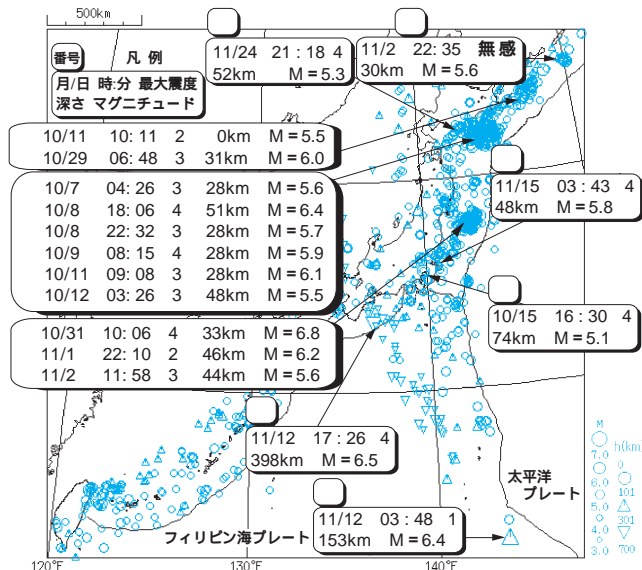 500km
番号 凡 例
月/日 時:分 最大震度
深さ マグニチュード
11/24 21:18 4
52km M=5.3
11/2 22:35 無感
30km M=5.6
10/11 10:11 2 0km M=5.5
10/29 06:48 3 31km M=6.0
10/7 04:26 3 28km M=5.6
10/8 18:06 4 51km M=6.4
10/8 22:32 3 28km M=5.7
10/9 08:15 4 28km M=5.9
10/11 09:08 3 28km M=6.1
10/12 03:26 3 48km M=5.5
11/15 03:43 4
48km M=5.8
10/15 16:30 4
74km M=5.1
10/31 10:06 4 33km M=6.8
11/1 22:10 2 46km M=6.2
11/2 11:58 3 44km M=5.6
11/12 17:26 4
398km M=6.5
11/12 03:48 1
153km M=6.4
太平洋
プレート
フィリピン海プレート
M
7.0
6.0
5.0
4.0
3.0
h(km)
0
101
301
700
120°E
130°E
140°E